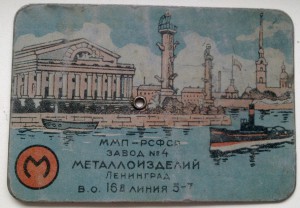 ММП-РСФСР
ЗАВОД №4
МЕТАЛЛОИЗДЕЛИЙ
ЛЕНИНГРАД
В.О. 16Я ЛИНИЯ 5-7
М